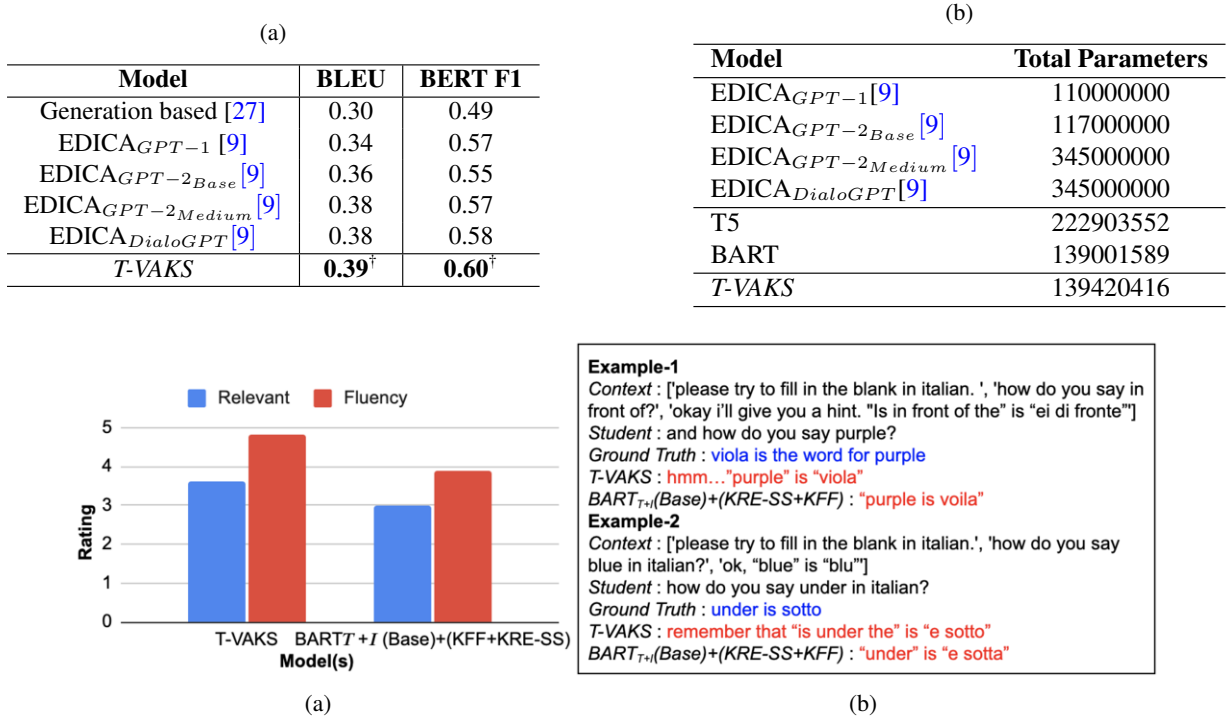 (a)
Model BLEU BERT F1
Generation based [27] 0.30 0.49
EDICA_GPT−1 [9] 0.34 0.57
EDICA_GPT−2_Base [9] 0.36 0.55
EDICA_GPT−2_Medium [9] 0.38 0.57
EDICA_DialoGPT [9] 0.38 0.58
T-VAKS 0.39† 0.60†
(b)
Model Total Parameters
EDICA_GPT−1[9] 110000000
EDICA_GPT−2_Base [9] 117000000
EDICA_GPT−2_Medium [9] 345000000
EDICA_DialoGPT[9] 345000000
T5 222903552
BART 139001589
T-VAKS 139420416
Relevant Fluency
5
4
3
2
1
0
Rating
T-VAKS BARTT +I (Base)+(KFF+KRE-SS)
Model(s)
(a)
Example-1
Context : ['please try to fill in the blank in italian. ', 'how do you say in
front of?', 'okay i’ll give you a hint. "Is in front of the” is “ei di fronte”']
Student : and how do you say purple?
Ground Truth : viola is the word for purple
T-VAKS : hmm…”purple” is “viola”
BART_T+I(Base)+(KRE-SS+KFF) : “purple is voila”
Example-2
Context : ['please try to fill in the blank in italian.', 'how do you say
blue in italian?', 'ok, “blue” is “blu”']
Student : how do you say under in italian?
Ground Truth : under is sotto
T-VAKS : remember that “is under the” is “e sotto”
BART_T+I(Base)+(KRE-SS+KFF) : “under” is “e sotta”
(b)